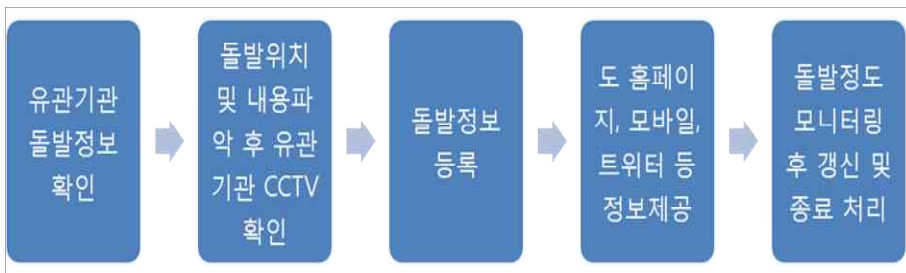 유관기관
돌발정보
확인
돌발위치
및 내용파
악 후 유관
기관 CCTV
확인
돌발정보
등록
도 홈페이
지, 모바일,
트위터 등
정보제공
돌발정도
모니터링
후 갱신 및
종료 처리